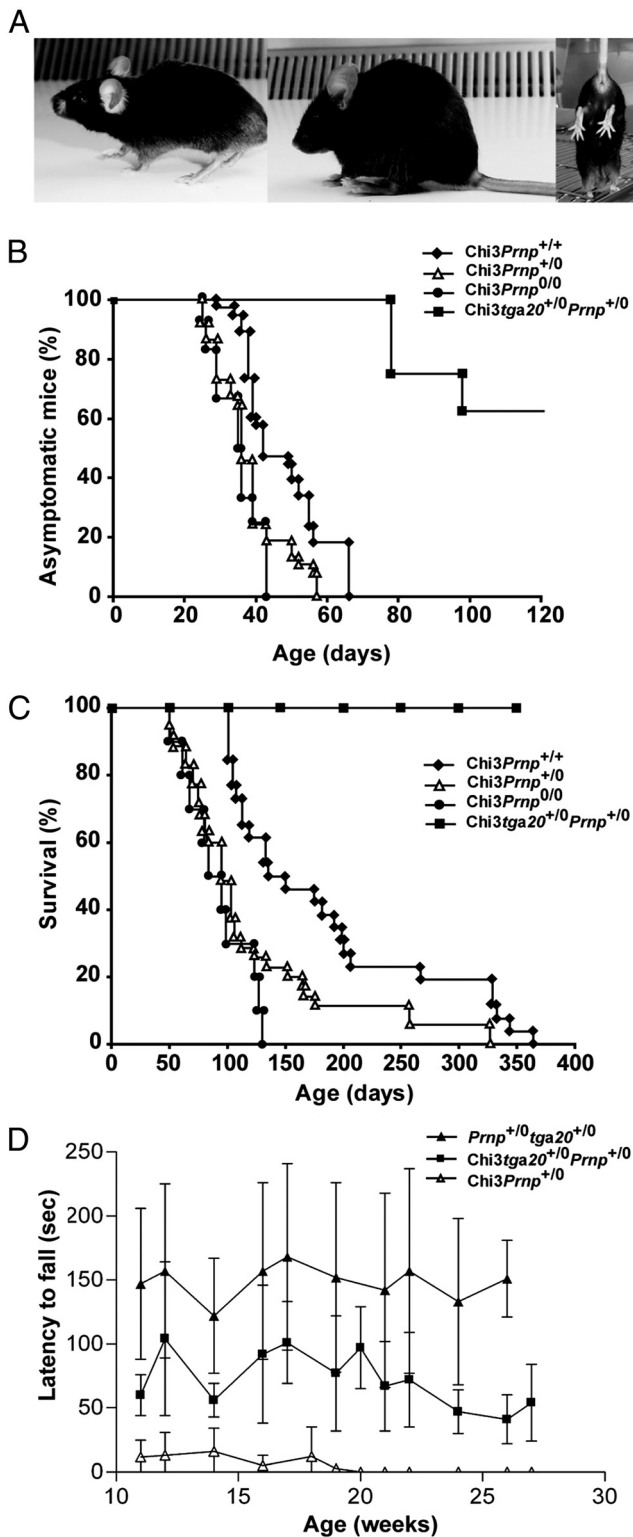 A
B
Chi3Prnp+/+
Chi3Prnp+/0
Chi3Prnp0/0
Chi3tga20+/0Prnp+/0
Asymptomatic mice (%)
100
80
60
40
20
0
0 20 40 60 80 100 120
Age (days)
C
Chi3Prnp+/+
Chi3Prnp+/0
Chi3Prnp0/0
Chi3tga20+/0Prnp+/0
Survival (%)
100
80
60
40
20
0
0 50 100 150 200 250 300 350 400
Age (days)
D
Prnp+/0tga20+/0
Chi3tga20+/0Prnp+/0
Chi3Prnp+/0
Latency to fall (sec)
250
200
150
100
50
0
10 15 20 25 30
Age (weeks)